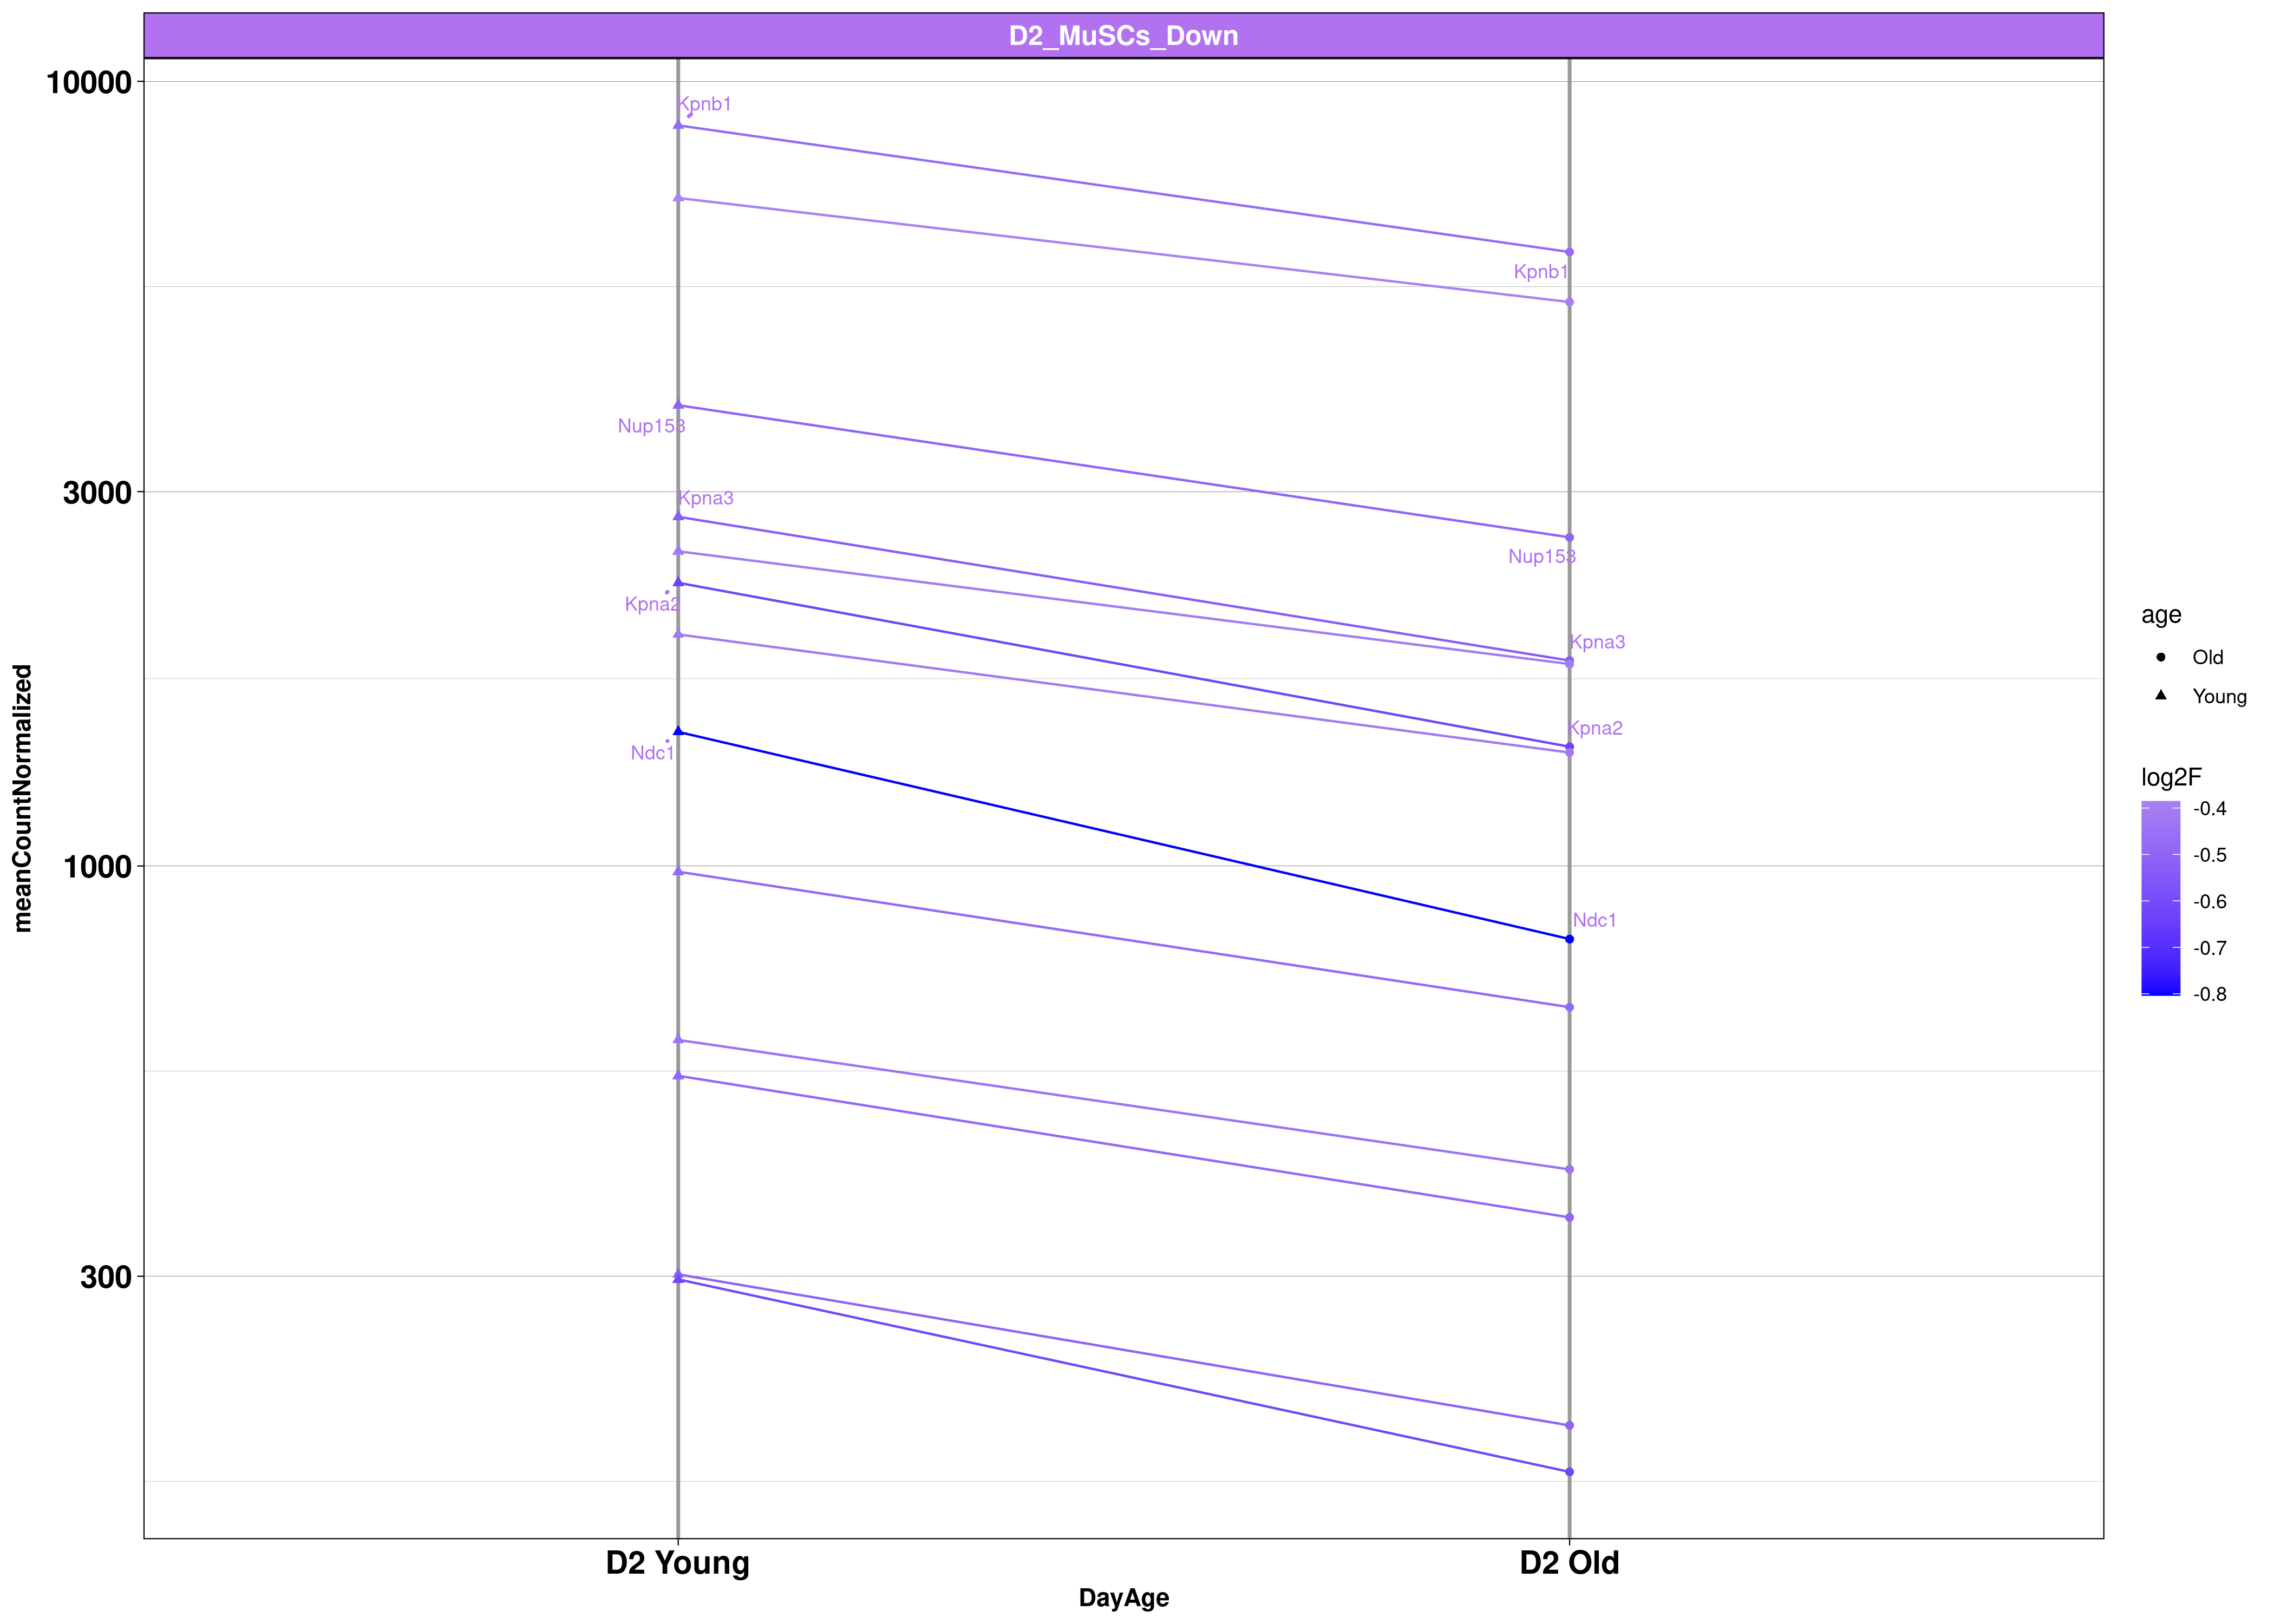 D2_MuSCs_Down
10000
3000
1000
300
meanCountNormalized
Kpnb1
Kpnb1
Nup153
Kpna3
Nup153
Kpna2
Kpna3
Kpna2
Ndc1
Ndc1
D2 Young
D2 Old
DayAge
age
Old
Young
log2F
-0.4
-0.5
-0.6
-0.7
-0.8